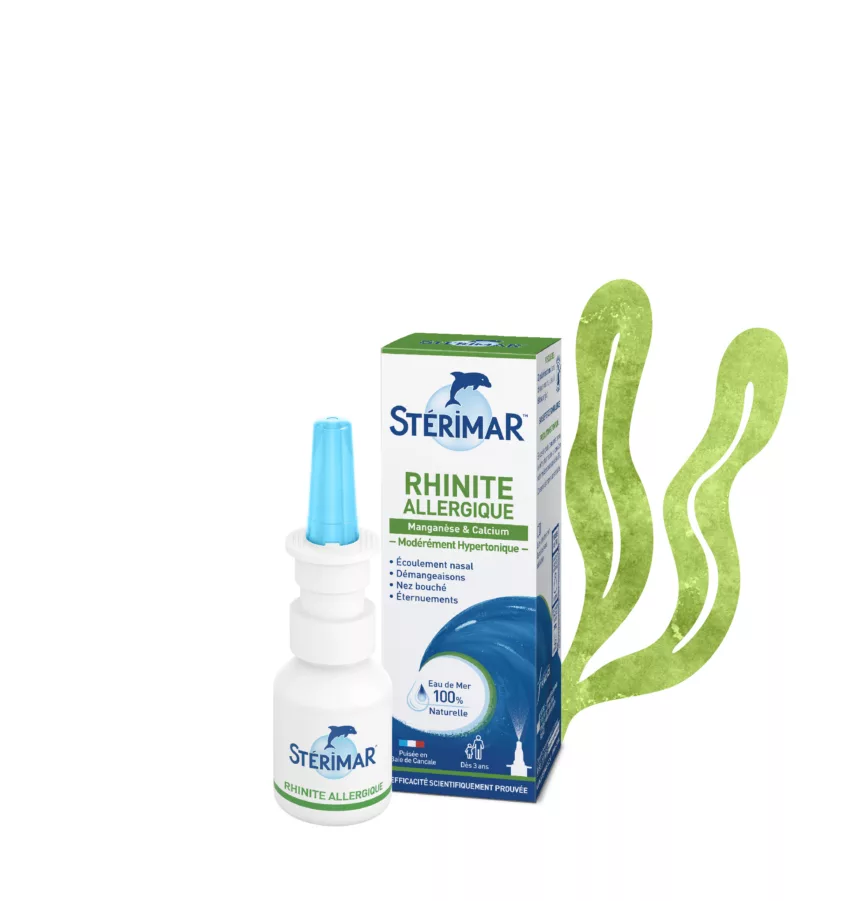 STÉRIMAR
STÉRIMAR™
RHINITE
ALLERGIQUE
Manganèse & Calcium
– Modérément Hypertonique –
• Écoulement nasal
• Démangeaisons
• Nez bouché
• Éternuements
Eau de Mer
100%
Naturelle
Puisée en
Baie de Cancale
Dès 3 ans
EFFICACITÉ SCIENTIFIQUEMENT PROUVÉE
STÉRIMAR
RHINITE ALLERGIQUE